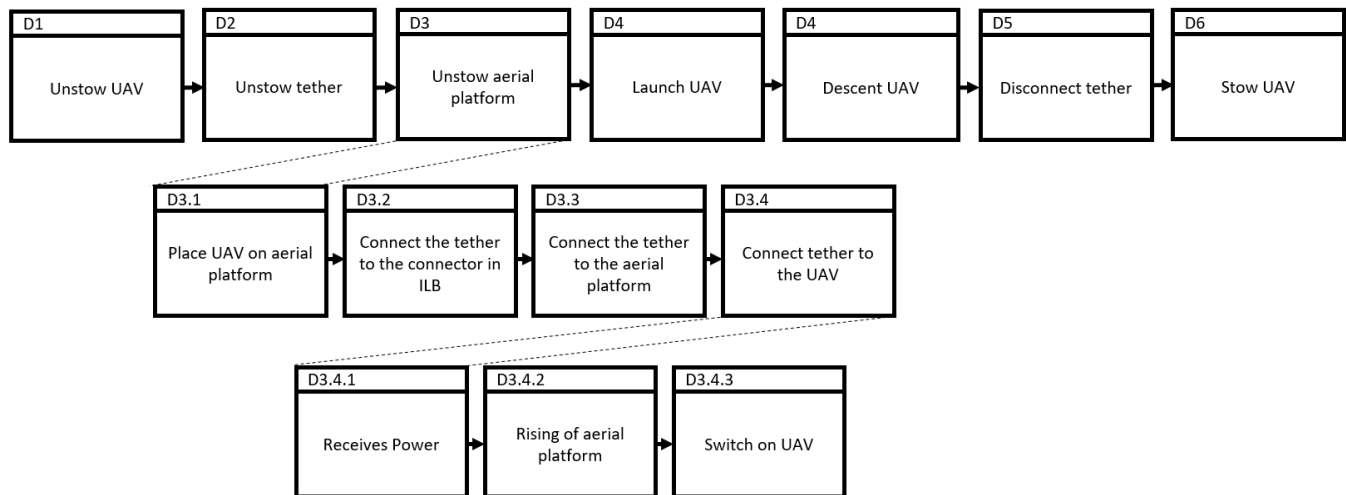 D1
Unstow UAV
D2
Unstow tether
D3
Unstow aerial
platform
D4
Launch UAV
D4
Descent UAV
D5
Disconnect tether
D6
Stow UAV
D3.1
Place UAV on aerial
platform
D3.2
Connect the tether
to the connector in
ILB
D3.3
Connect the tether
to the aerial
platform
D3.4
Connect tether to
the UAV
D3.4.1
Receives Power
D3.4.2
Rising of aerial
platform
D3.4.3
Switch on UAV